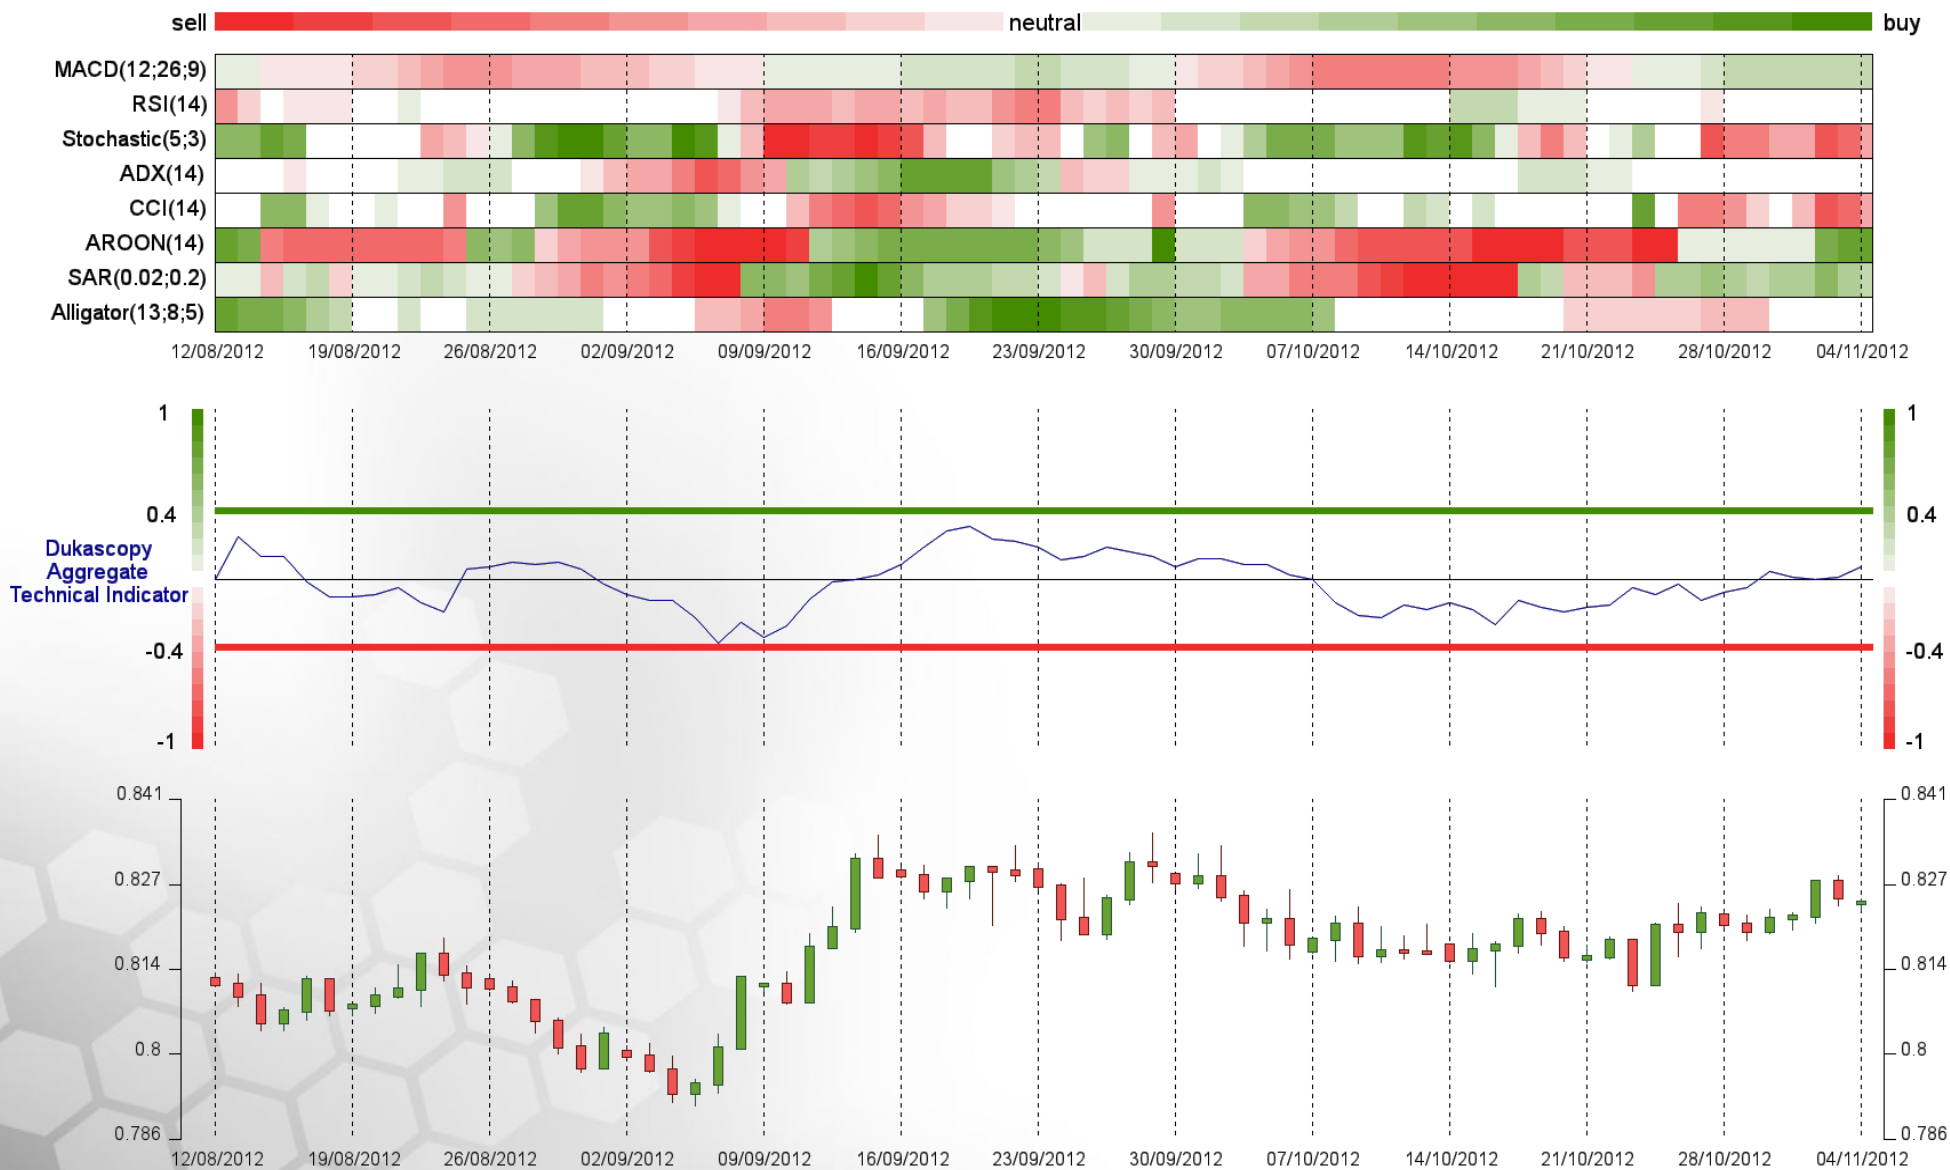 sell neutral buy
MACD(12;26;9)
RSI(14)
Stochastic(5;3)
ADX(14)
CCI(14)
AROON(14)
SAR(0.02;0.2)
Alligator(13;8;5)
12/08/2012 19/08/2012 26/08/2012 02/09/2012 09/09/2012 16/09/2012 23/09/2012 30/09/2012 07/10/2012 14/10/2012 21/10/2012 28/10/2012 04/11/2012
1 1
0.4 0.4
Dukascopy
Aggregate
Technical Indicator
-0.4 -0.4
-1 -1
0.841 0.841
0.827 0.827
0.814 0.814
0.8 0.8
0.786 0.786
12/08/2012 19/08/2012 26/08/2012 02/09/2012 09/09/2012 16/09/2012 23/09/2012 30/09/2012 07/10/2012 14/10/2012 21/10/2012 28/10/2012 04/11/2012